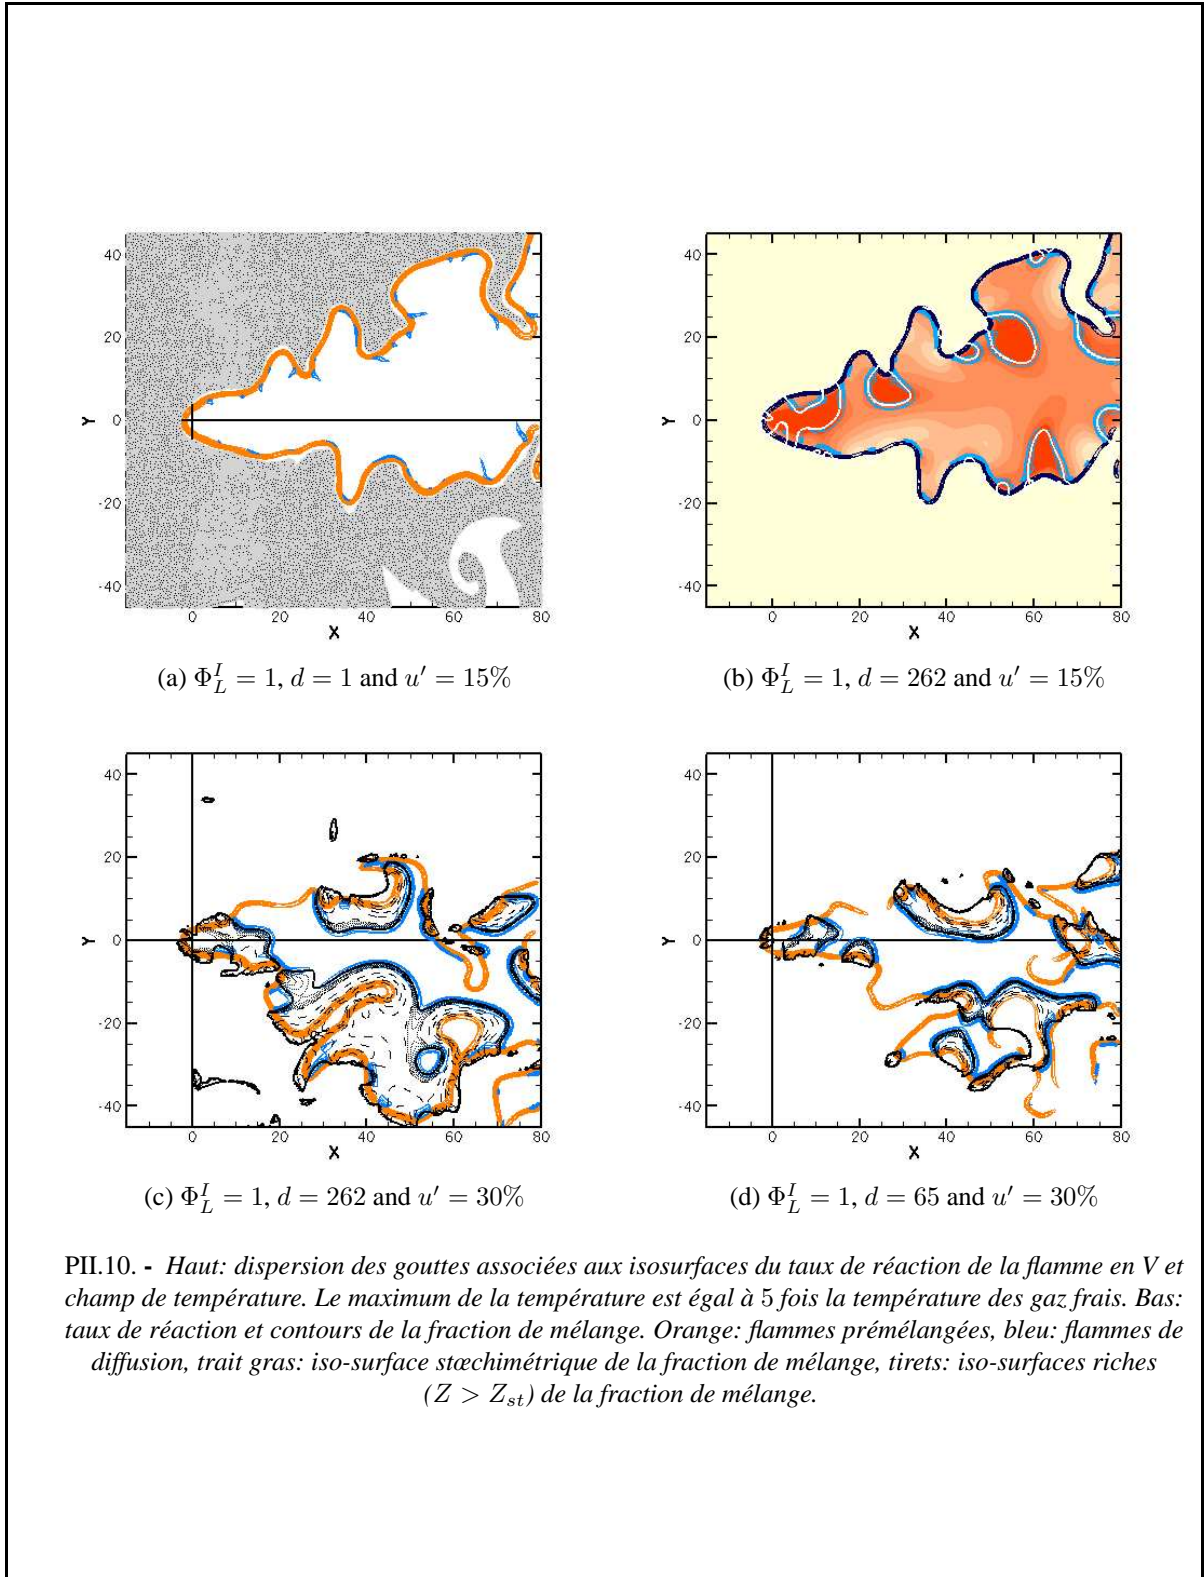 40
20
0
-20
-40
Y
0
20
40
60
80
X
(a) Φ_L^I = 1, d = 1 and u′ = 15%
40
20
0
-20
-40
Y
0
20
40
60
80
X
(b) Φ_L^I = 1, d = 262 and u′ = 15%
40
20
0
-20
-40
Y
0
20
40
60
80
X
(c) Φ_L^I = 1, d = 262 and u′ = 30%
40
20
0
-20
-40
Y
0
20
40
60
80
X
(d) Φ_L^I = 1, d = 65 and u′ = 30%
PII.10. - Haut: dispersion des gouttes associées aux isosurfaces du taux de réaction de la flamme en V et
champ de température. Le maximum de la température est égal à 5 fois la température des gaz frais. Bas:
taux de réaction et contours de la fraction de mélange. Orange: flammes prémélangées, bleu: flammes de
diffusion, trait gras: iso-surface stœchimétrique de la fraction de mélange, tirets: iso-surfaces riches
(Z > Z_st) de la fraction de mélange.